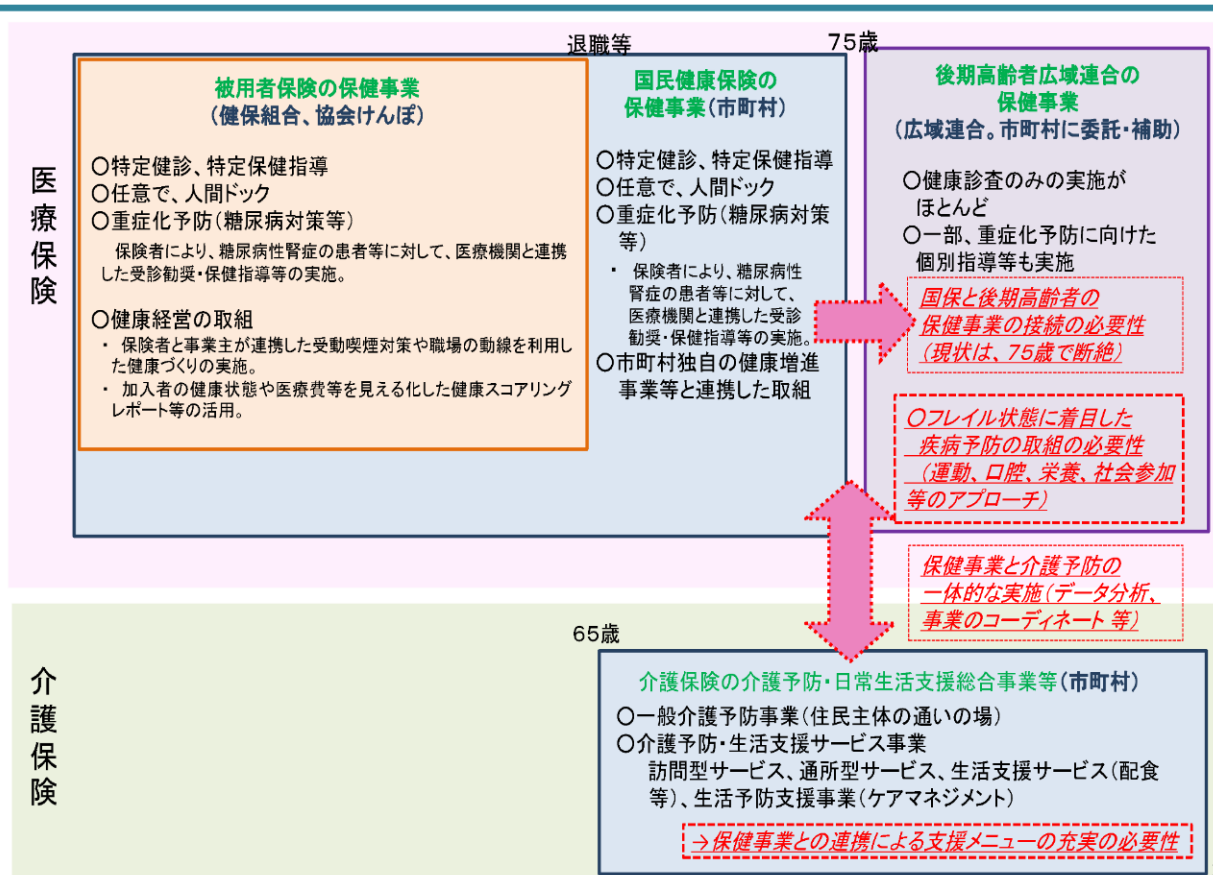 医療保険
退職等
75歳
被用者保険の保健事業
(健保組合、協会けんぽ)
○特定健診、特定保健指導
○任意で、人間ドック
○重症化予防(糖尿病対策等)
保険者により、糖尿病性腎症の患者等に対して、医療機関と連携
した受診勧奨・保健指導等の実施。
○健康経営の取組
・ 保険者と事業主が連携した受動喫煙対策や職場の動線を利用し
た健康づくりの実施。
・ 加入者の健康状態や医療費等を見える化した健康スコアリング
レポート等の活用。
国民健康保険の
保健事業(市町村)
○特定健診、特定保健指導
○任意で、人間ドック
○重症化予防(糖尿病対策
等)
・ 保険者により、糖尿病性
腎症の患者等に対して、
医療機関と連携した受診
勧奨・保健指導等の実施。
○市町村独自の健康増進
事業等と連携した取組
後期高齢者広域連合の
保健事業
(広域連合。市町村に委託・補助)
○健康診査のみの実施が
ほとんど
○一部、重症化予防に向けた
個別指導等も実施
国保と後期高齢者の
保健事業の接続の必要性
(現状は、75歳で断絶)
○フレイル状態に着目した
疾病予防の取組の必要性
(運動、口腔、栄養、社会参加
等のアプローチ)
保健事業と介護予防の
一体的な実施(データ分析、
事業のコーディネート 等)
介護保険
65歳
介護保険の介護予防・日常生活支援総合事業等(市町村)
○一般介護予防事業(住民主体の通いの場)
○介護予防・生活支援サービス事業
訪問型サービス、通所型サービス、生活支援サービス(配食
等)、生活予防支援事業(ケアマネジメント)
→保健事業との連携による支援メニューの充実の必要性